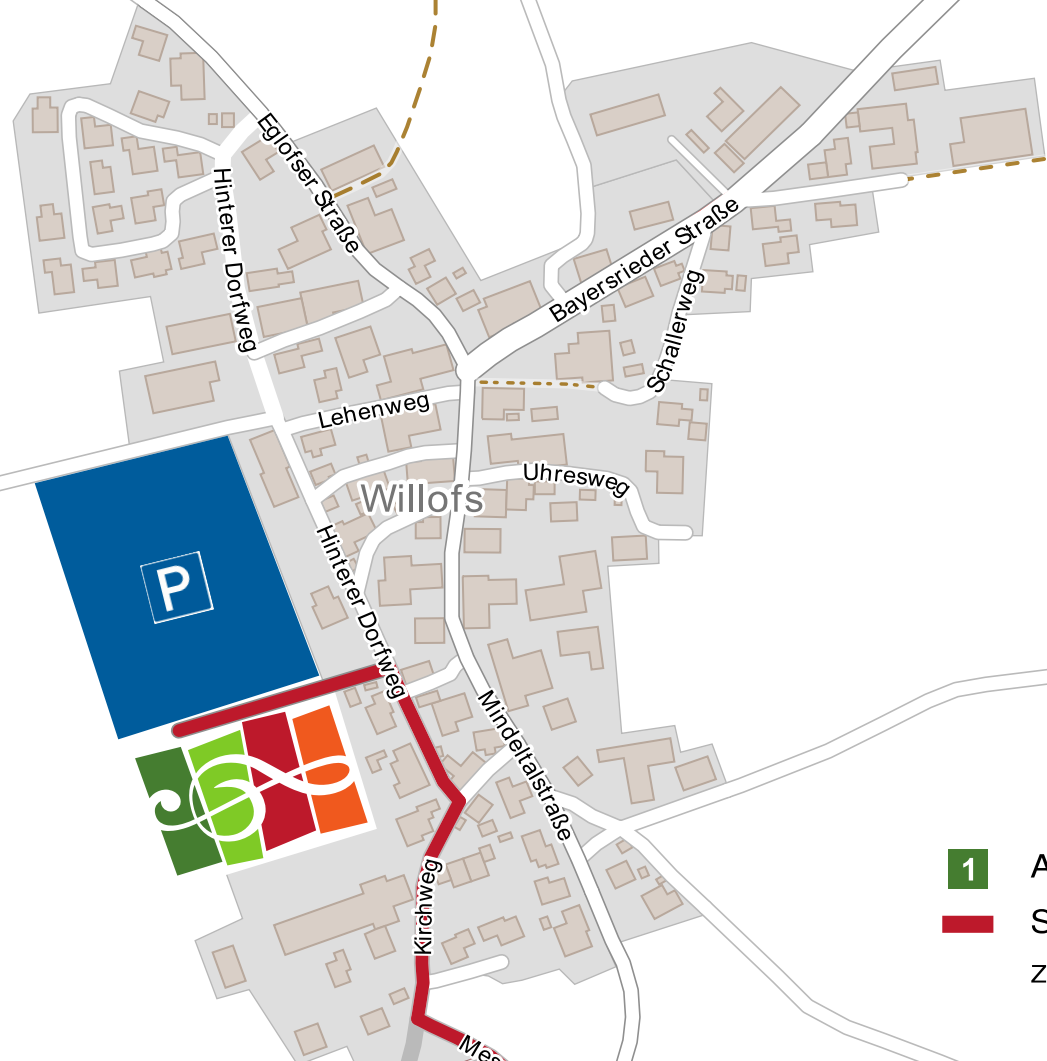 Eglofser Straße
Hinterer Dorfweg
Bayersrieder Straße
Schallerweg
Lehenweg
Uhresweg
Willofs
Hinterer Dorfweg
P
Mindeltalstraße
1
Kirchweg
z